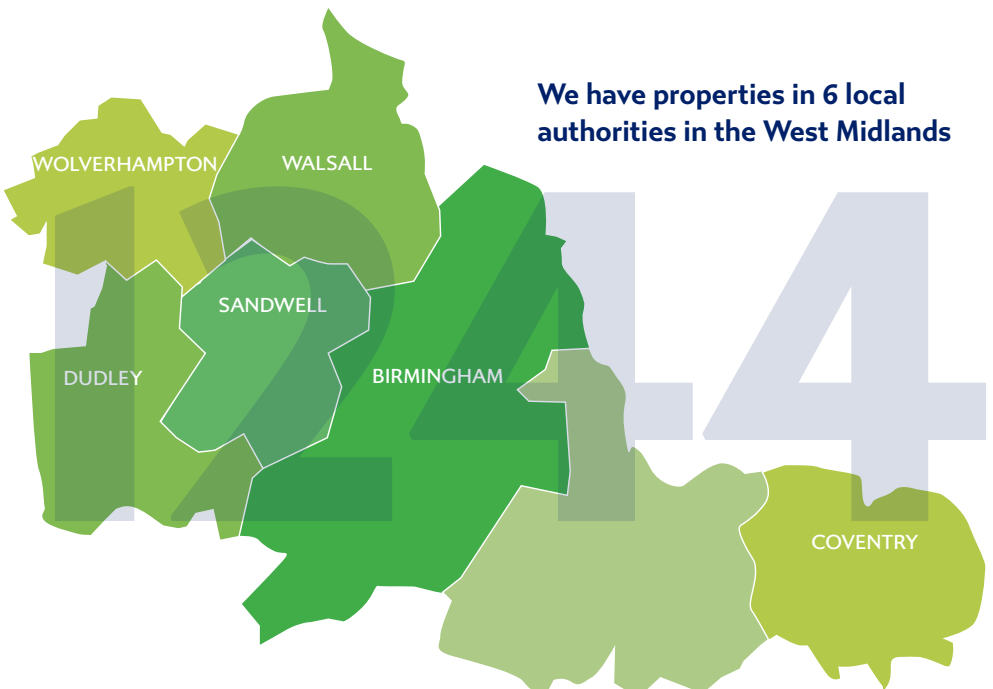 We have properties in 6 local
authorities in the West Midlands
WOLVERHAMPTON
WALSALL
1244
SANDWELL
DUDLEY
BIRMINGHAM
COVENTRY